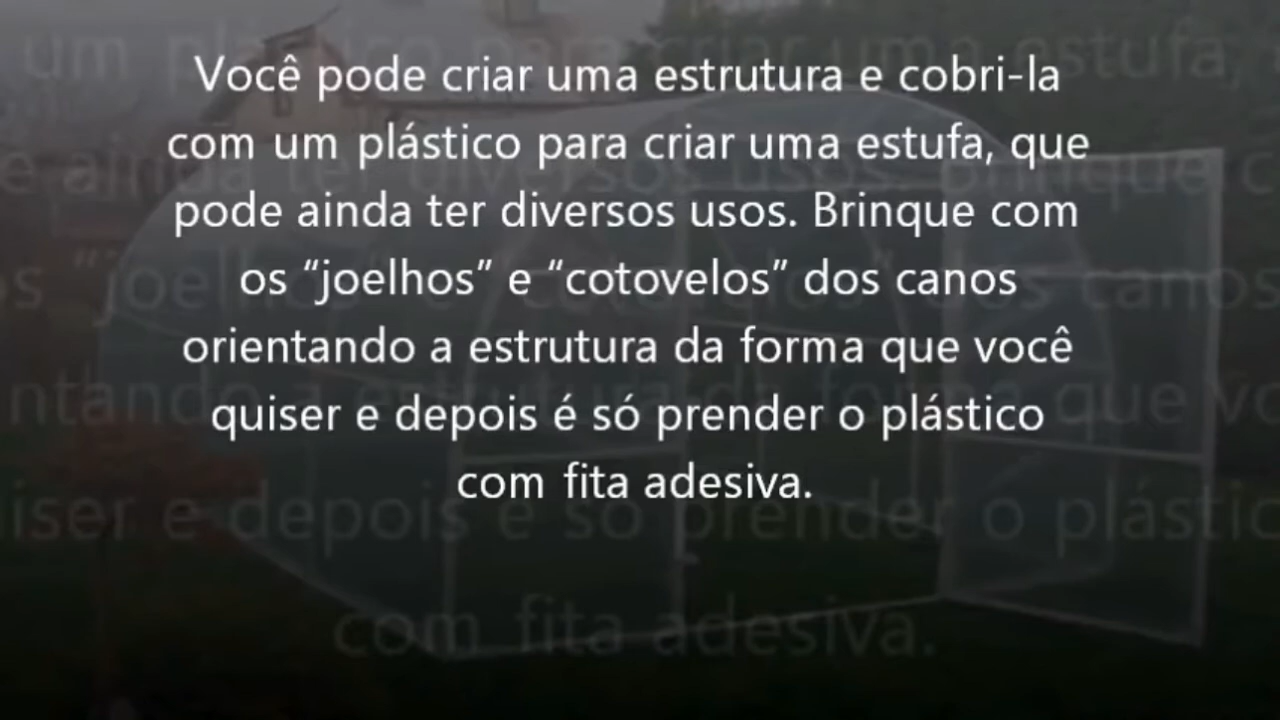 Você pode criar uma estrutura e cobri-la
com um plástico para criar uma estufa, que
pode ainda ter diversos usos. Brinque com
os “joelhos” e “cotovelos” dos canos
orientando a estrutura da forma que você
quiser e depois é só prender o plástico
com fita adesiva.